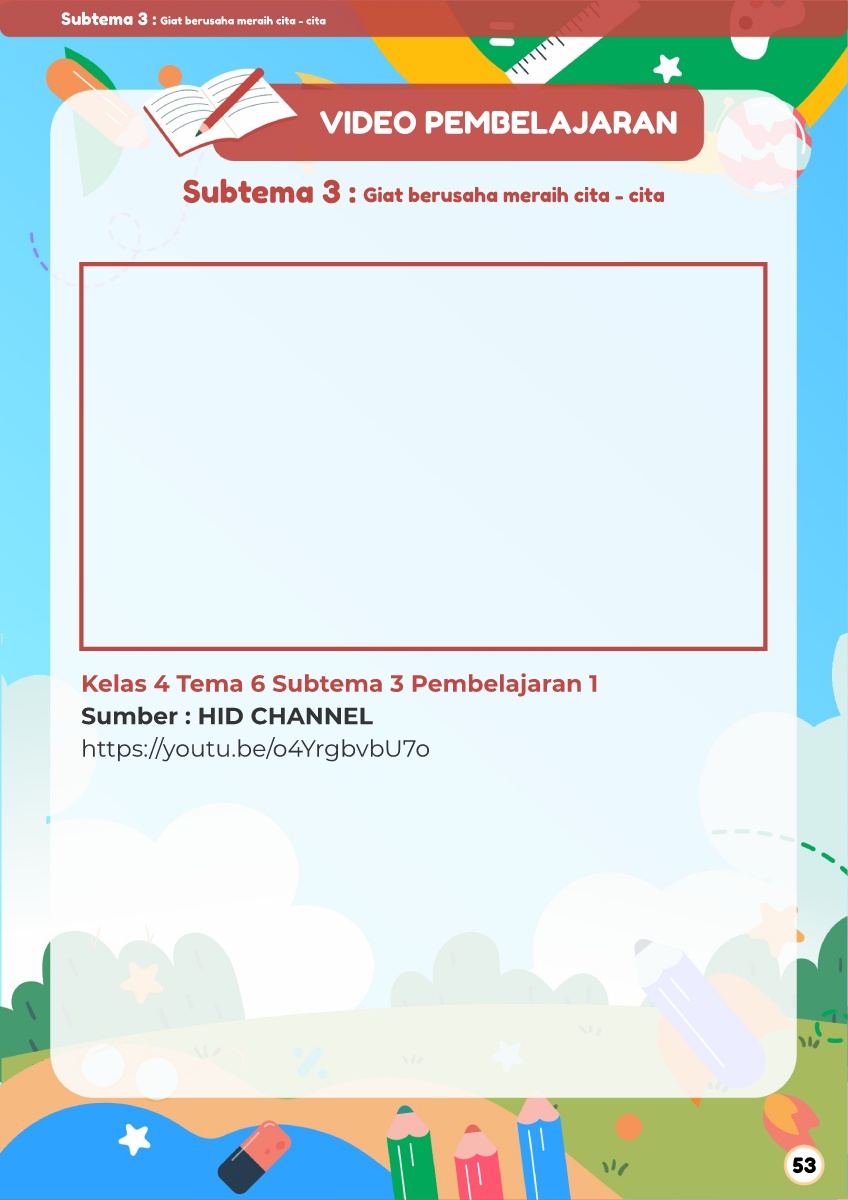 Subtema 3 : Giat berusaha meraih cita - cita
VIDEO PEMBELAJARAN
Subtema 3 : Giat berusaha meraih cita - cita
Kelas 4 Tema 6 Subtema 3 Pembelajaran 1
Sumber : HID CHANNEL
https://youtu.be/o4YrgbvbU7o
53